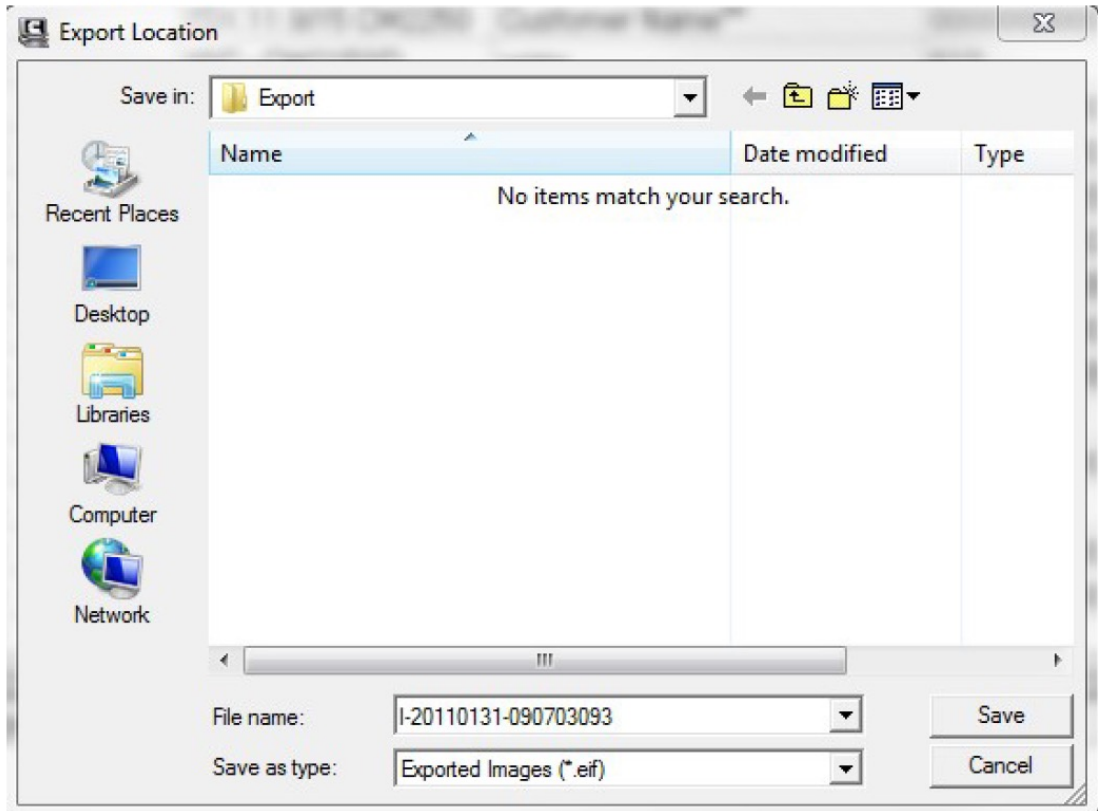 Export Location
Save in:
Export
Name
Date modified
Type
No items match your search.
Recent Places
Desktop
Libraries
Computer
Network
File name:
I-20110131-090703093
Save
Save as type:
Exported Images (*.eif)
Cancel